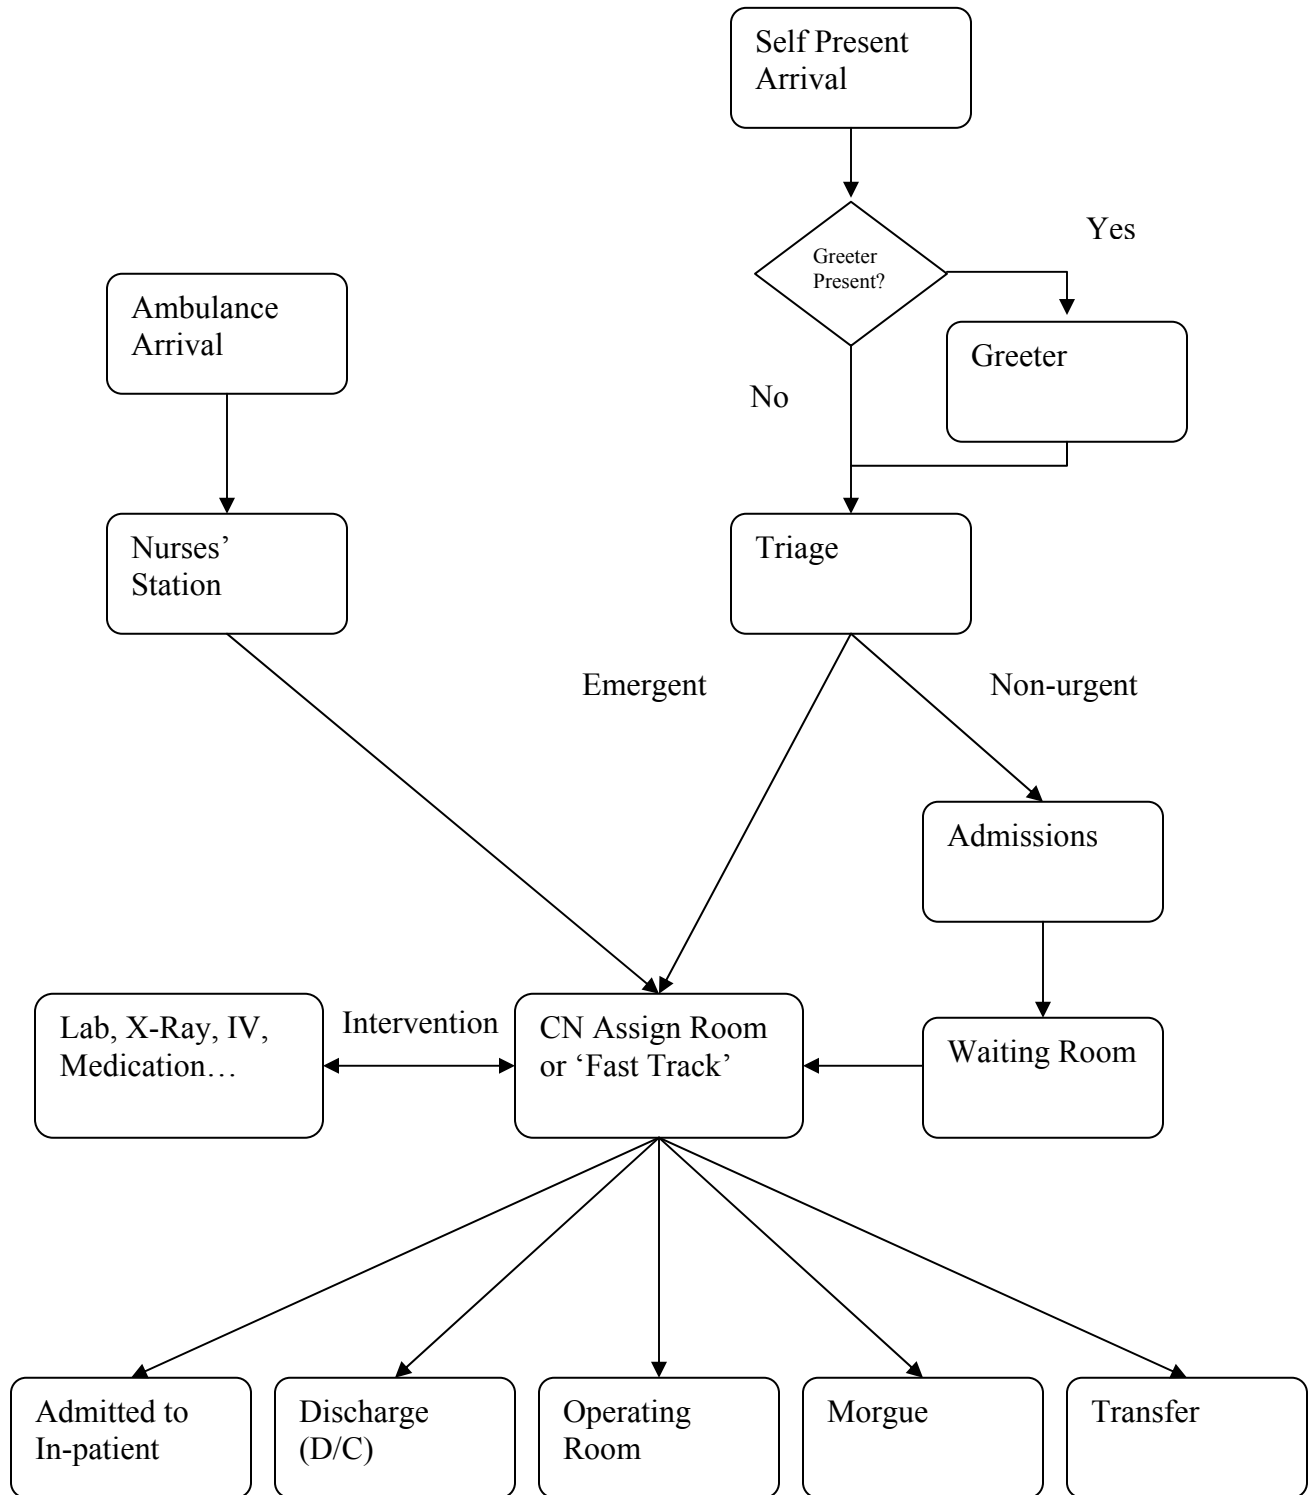 Self Present
Arrival
Greeter
Present?
Yes
Ambulance
Arrival
Greeter
No
Nurses’
Station
Triage
Emergent
Non-urgent
Admissions
Lab, X-Ray, IV,
Medication…
Intervention
CN Assign Room
or ‘Fast Track’
Waiting Room
Admitted to
In-patient
Discharge
(D/C)
Operating
Room
Morgue
Transfer